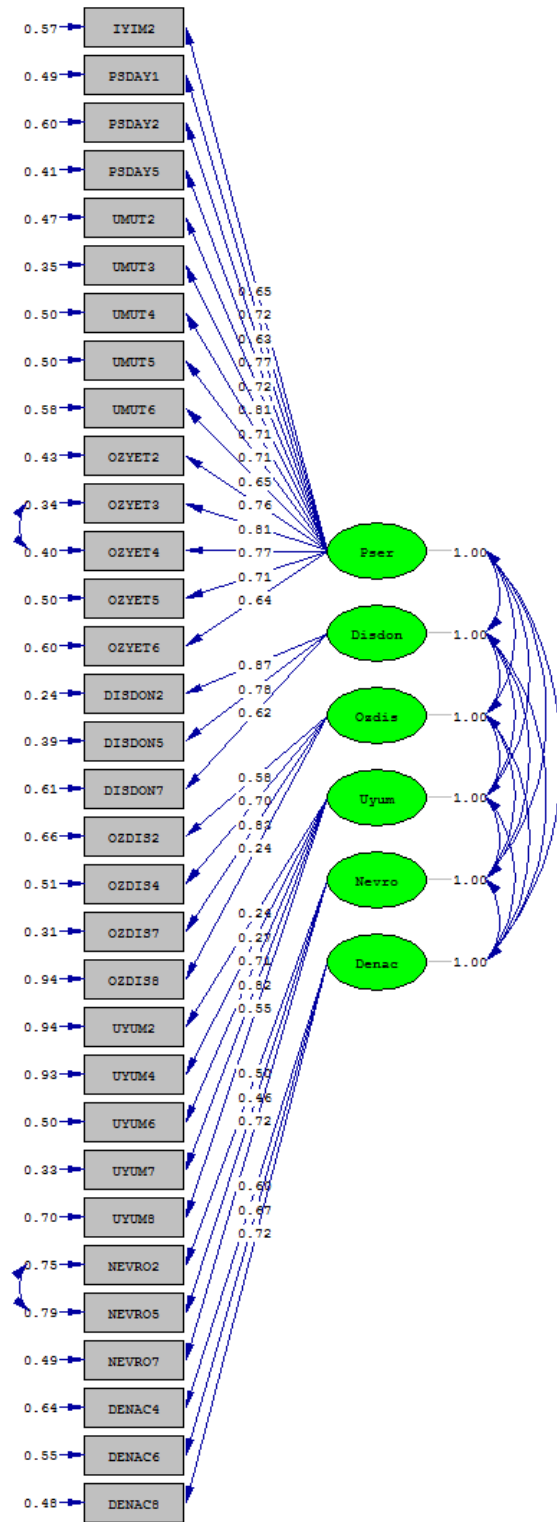 0.57 IYIM2
0.49 PSDAY1
0.60 PSDAY2
0.41 PSDAY5
0.47 UMUT2
0.35 UMUT3
0.50 UMUT4
0.50 UMUT5
0.58 UMUT6
0.43 OZYET2
0.34 OZYET3
0.40 OZYET4
0.50 OZYET5
0.60 OZYET6
0.24 DISDON2
0.39 DISDON5
0.61 DISDON7
0.66 OZDIS2
0.51 OZDIS4
0.31 OZDIS7
0.94 OZDIS8
0.94 UYUM2
0.93 UYUM4
0.50 UYUM6
0.33 UYUM7
0.70 UYUM8
0.75 NEVRO2
0.79 NEVRO5
0.49 NEVRO7
0.64 DENAC4
0.55 DENAC6
0.48 DENAC8
0.65
0.72
0.63
0.77
0.72
0.81
0.71
0.71
0.65
0.76
0.81
0.77
0.71
0.64
0.87
0.78
0.62
0.58
0.70
0.83
0.24
0.24
0.27
0.71
0.82
0.55
0.50
0.46
0.72
0.60
0.67
0.72
Pser 1.00
Disdon 1.00
Ozdis 1.00
Uyum 1.00
Nevro 1.00
Denac 1.00